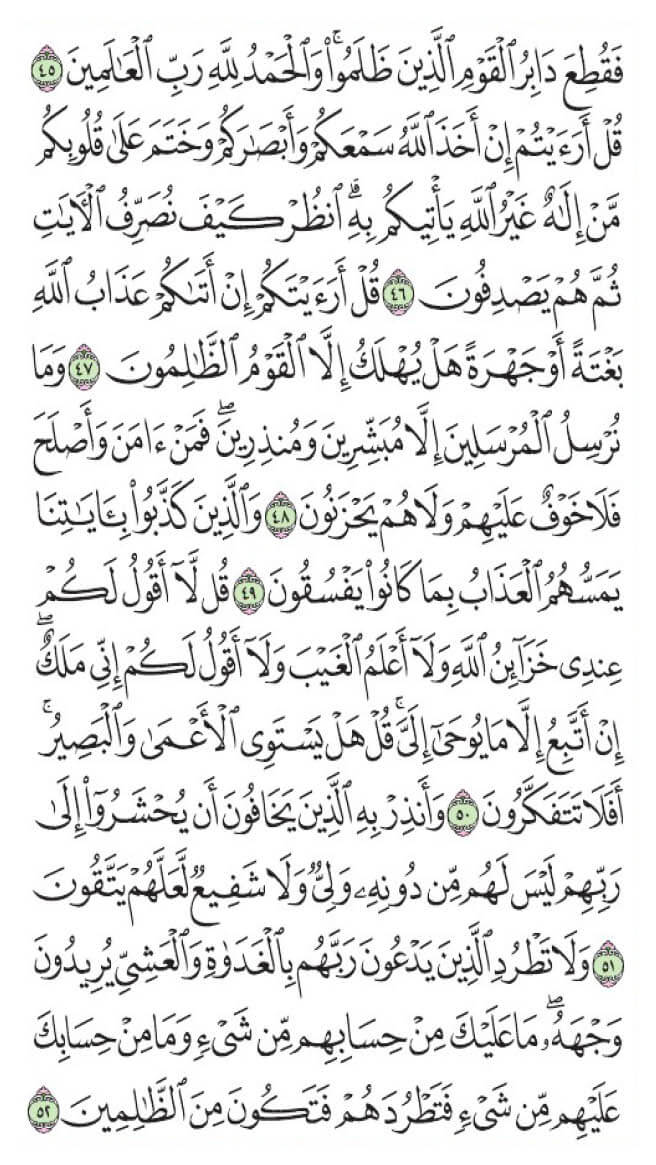 فَقُطِعَ دَابِرُ ٱلْقَوْمِ ٱلَّذِينَ ظَلَمُوا۟ ۚ وَٱلْحَمْدُ لِلَّهِ رَبِّ ٱلْعَـٰلَمِينَ ٤٥
قُلْ أَرَءَيْتُمْ إِنْ أَخَذَ ٱللَّهُ سَمْعَكُمْ وَأَبْصَـٰرَكُمْ وَخَتَمَ عَلَىٰ قُلُوبِكُم
مَّنْ إِلَـٰهٌ غَيْرُ ٱللَّهِ يَأْتِيكُم بِهِ ۗ ٱنظُرْ كَيْفَ نُصَرِّفُ ٱلْـَٔايَـٰتِ
ثُمَّ هُمْ يَصْدِفُونَ ٤٦ قُلْ أَرَءَيْتَكُمْ إِنْ أَتَىٰكُمْ عَذَابُ ٱللَّهِ
بَغْتَةً أَوْ جَهْرَةً هَلْ يُهْلَكُ إِلَّا ٱلْقَوْمُ ٱلظَّـٰلِمُونَ ٤٧ وَمَا
نُرْسِلُ ٱلْمُرْسَلِينَ إِلَّا مُبَشِّرِينَ وَمُنذِرِينَ ۖ فَمَنْ ءَامَنَ وَأَصْلَحَ
فَلَا خَوْفٌ عَلَيْهِمْ وَلَا هُمْ يَحْزَنُونَ ٤٨ وَٱلَّذِينَ كَذَّبُوا۟ بِـَٔايَـٰتِنَا
يَمَسُّهُمُ ٱلْعَذَابُ بِمَا كَانُوا۟ يَفْسُقُونَ ٤٩ قُل لَّآ أَقُولُ لَكُمْ
عِندِى خَزَآئِنُ ٱللَّهِ وَلَآ أَعْلَمُ ٱلْغَيْبَ وَلَآ أَقُولُ لَكُمْ إِنِّى مَلَكٌ ۖ
إِنْ أَتَّبِعُ إِلَّا مَا يُوحَىٰٓ إِلَىَّ ۚ قُلْ هَلْ يَسْتَوِى ٱلْأَعْمَىٰ وَٱلْبَصِيرُ ۚ
أَفَلَا تَتَفَكَّرُونَ ٥٠ وَأَنذِرْ بِهِ ٱلَّذِينَ يَخَافُونَ أَن يُحْشَرُوٓا۟ إِلَىٰ
رَبِّهِمْ لَيْسَ لَهُم مِّن دُونِهِۦ وَلِىٌّ وَلَا شَفِيعٌ لَّعَلَّهُمْ يَتَّقُونَ
٥١ وَلَا تَطْرُدِ ٱلَّذِينَ يَدْعُونَ رَبَّهُم بِٱلْغَدَوٰةِ وَٱلْعَشِىِّ يُرِيدُونَ
وَجْهَهُۥ ۖ مَا عَلَيْكَ مِنْ حِسَابِهِم مِّن شَىْءٍ وَمَا مِنْ حِسَابِكَ
عَلَيْهِم مِّن شَىْءٍ فَتَطْرُدَهُمْ فَتَكُونَ مِنَ ٱلظَّـٰلِمِينَ ٥٢